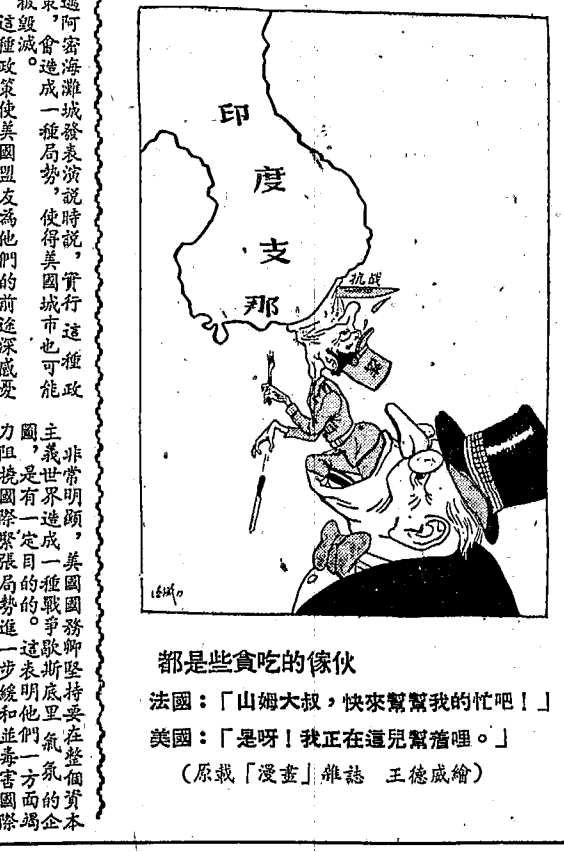 邁阿密海灘城發表演説時説，實行這種政
策，會造成一種局勢，使得美國城市也可能
被毁滅。
這種政策使美國盟友為他們的前途深感憂
非常明顯，美國國務卿堅持要在整個資本
主義世界造成一種戰爭歇斯底里氣氛的企
圖，是有一定目的的。這表明他們一方面竭
力阻撓國際緊張局勢進一步緩和並毒害國際
印度支那
抗战
都是些貪吃的傢伙
法國：「山姆大叔，快來幫幫我的忙吧！」
美國：「是呀！我正在這兒幫着哩。」
（原載「漫畫」雜誌　王德威繪）